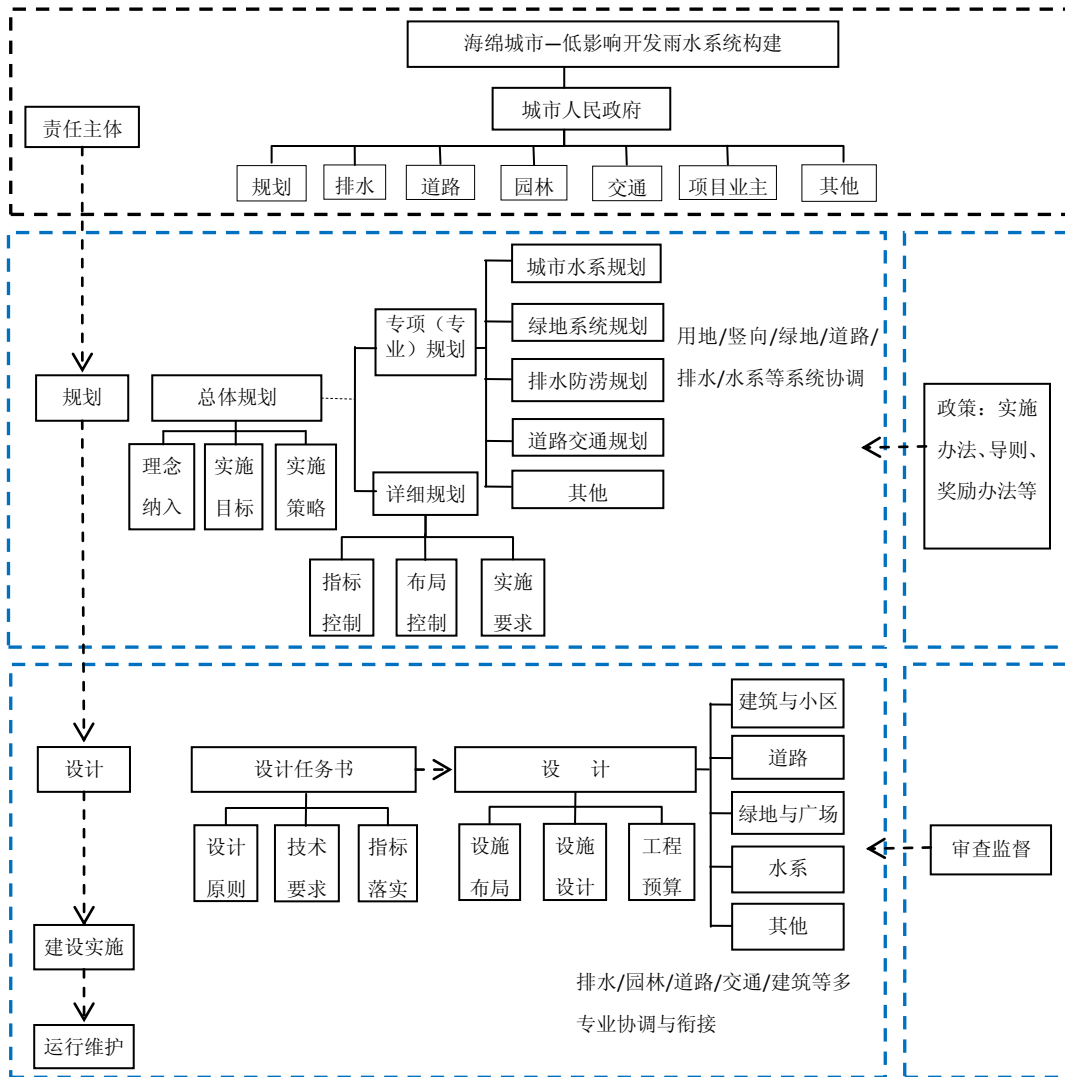 海绵城市—低影响开发雨水系统构建
城市人民政府
责任主体
规划
排水
道路
园林
交通
项目业主
其他
城市水系规划
专项（专
业）规划
绿地系统规划
用地/竖向/绿地/道路/
排水/水系等系统协调
排水防涝规划
规划
总体规划
政策：实施
办法、导则、
奖励办法等
道路交通规划
理念
纳入
实施
目标
实施
策略
详细规划
其他
指标
控制
布局
控制
实施
要求
建筑与小区
设计
设计任务书
设 计
道路
绿地与广场
设计
原则
技术
要求
指标
落实
设施
布局
设施
设计
工程
预算
水系
审查监督
其他
建设实施
排水/园林/道路/交通/建筑等多
专业协调与衔接
运行维护